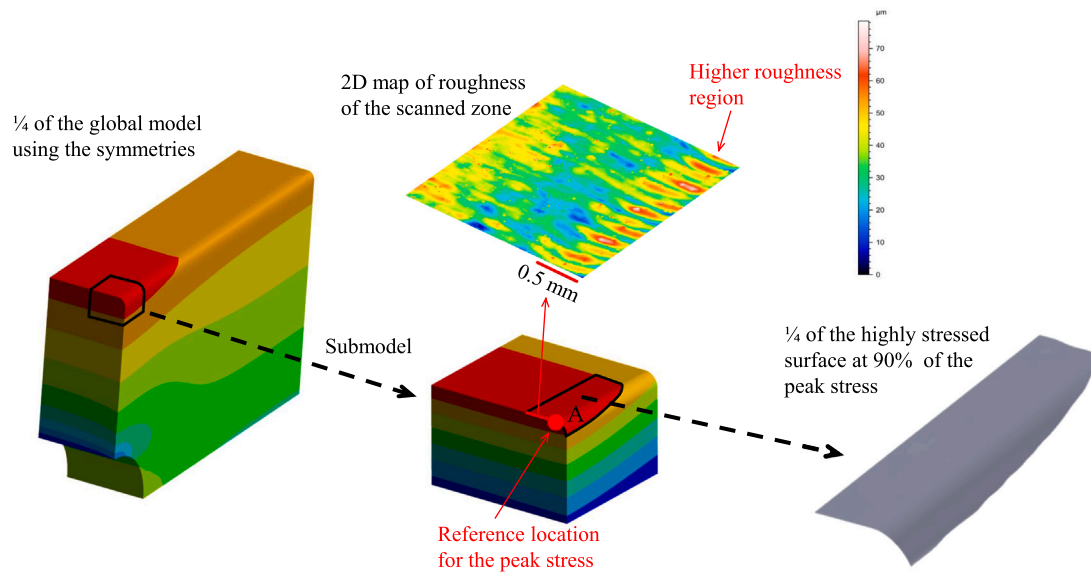 ¼ of the global model
using the symmetries
2D map of roughness
of the scanned zone
Higher roughness
region
µm
70
60
50
40
30
20
10
0
0.5 mm
Submodel
A
¼ of the highly stressed
surface at 90% of the
peak stress
Reference location
for the peak stress